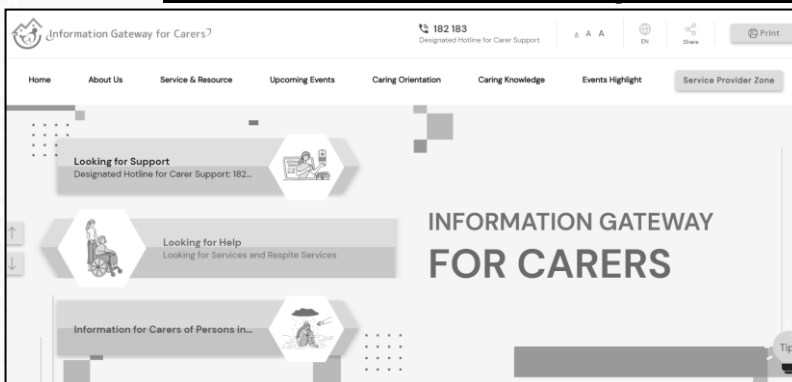 Information Gateway for Carers
182 183
Designated Hotline for Carer Support
A A A
EN
Share
Print
Home
About Us
Service & Resource
Upcoming Events
Caring Orientation
Caring Knowledge
Events Highlight
Service Provider Zone
Looking for Support
Designated Hotline for Carer Support: 182...
Looking for Help
Looking for Services and Respite Services
Information for Carers of Persons in...
INFORMATION GATEWAY
FOR CARERS
Tip